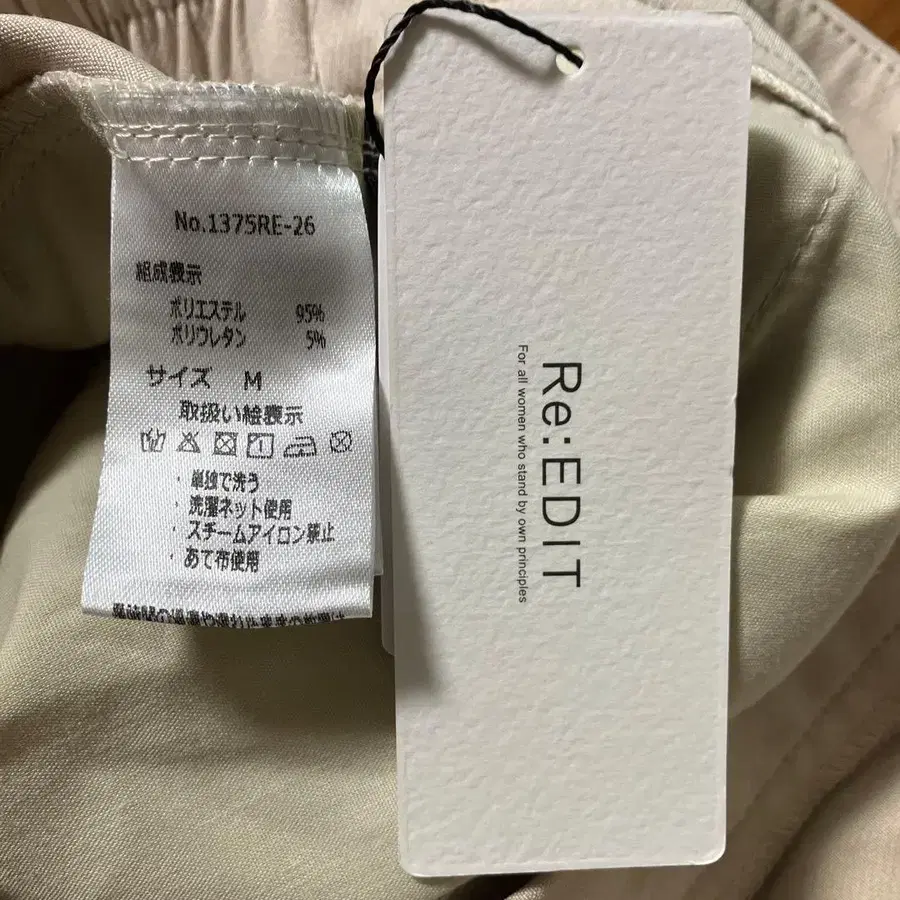 No.1375RE-26
組成表示
ポリエステル 95%
ポリウレタン 5%
サイズ M
取扱い絵表示
・単独で洗う
・洗濯ネット使用
・スチームアイロン禁止
・あて布使用
Re:EDIT
For all women who stand by own principles